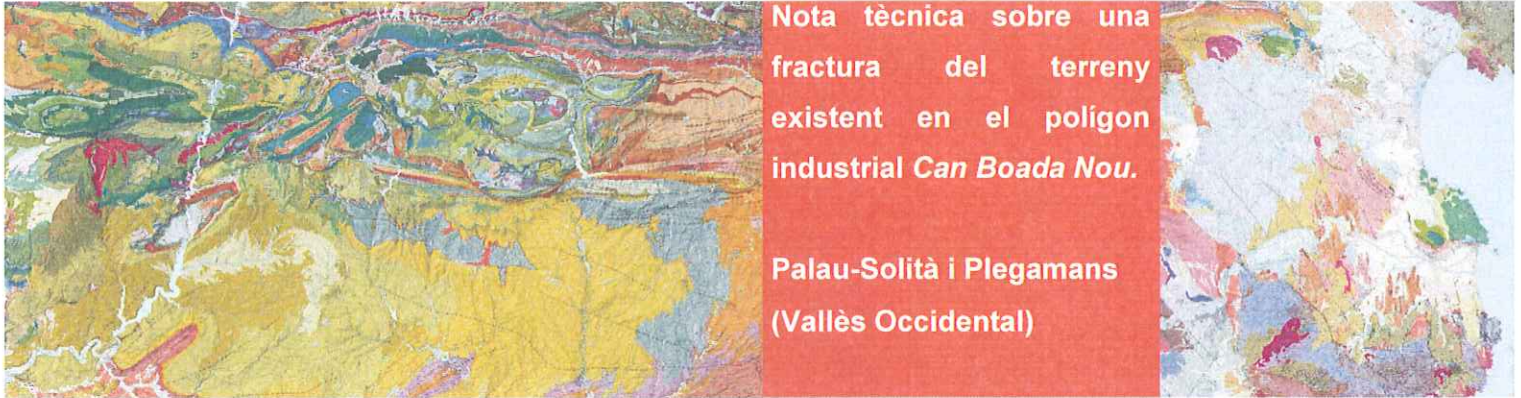 Nota tècnica sobre una
fractura del terreny
existent en el polígon
industrial Can Boada Nou.
Palau-Solità i Plegamans
(Vallès Occidental)